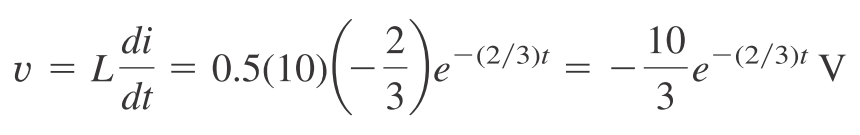 v = L di/dt = 0.5(10)(−2/3)e^−(2/3)t = −10/3 e^−(2/3)t V